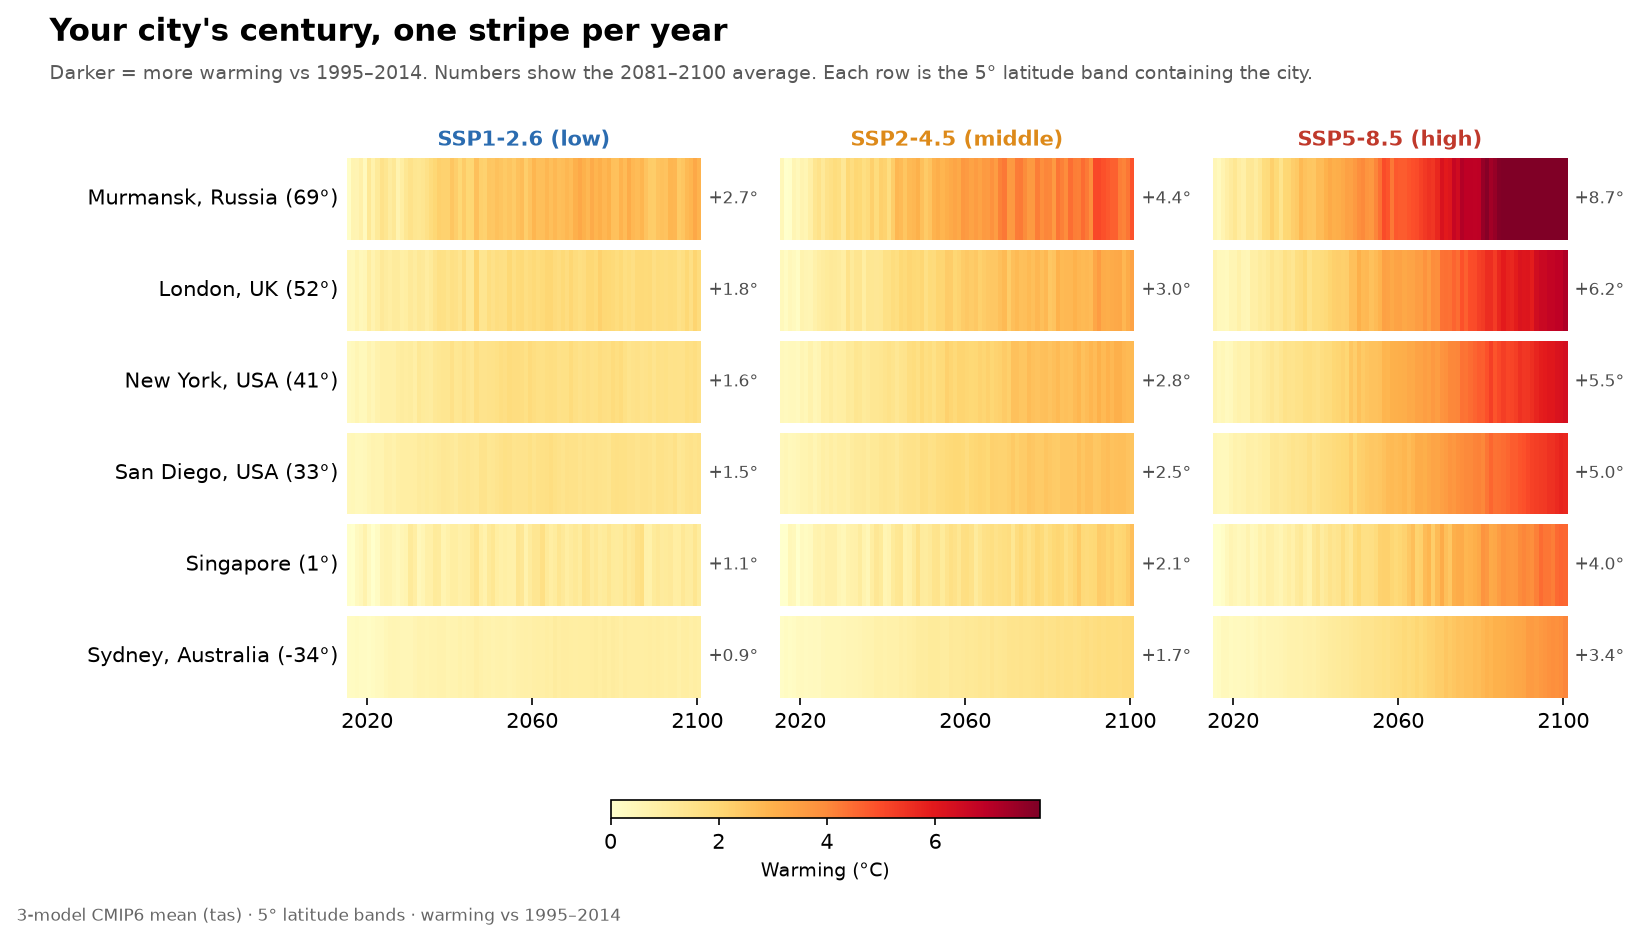 Your city's century, one stripe per year
Darker = more warming vs 1995–2014. Numbers show the 2081–2100 average. Each row is the 5° latitude band containing the city.
SSP1-2.6 (low)
SSP2-4.5 (middle)
SSP5-8.5 (high)
Murmansk, Russia (69°) +2.7° +4.4° +8.7°
London, UK (52°) +1.8° +3.0° +6.2°
New York, USA (41°) +1.6° +2.8° +5.5°
San Diego, USA (33°) +1.5° +2.5° +5.0°
Singapore (1°) +1.1° +2.1° +4.0°
Sydney, Australia (-34°) +0.9° +1.7° +3.4°
2020 2060 2100 2020 2060 2100 2020 2060 2100
0 2 4 6
Warming (°C)
3-model CMIP6 mean (tas) · 5° latitude bands · warming vs 1995–2014